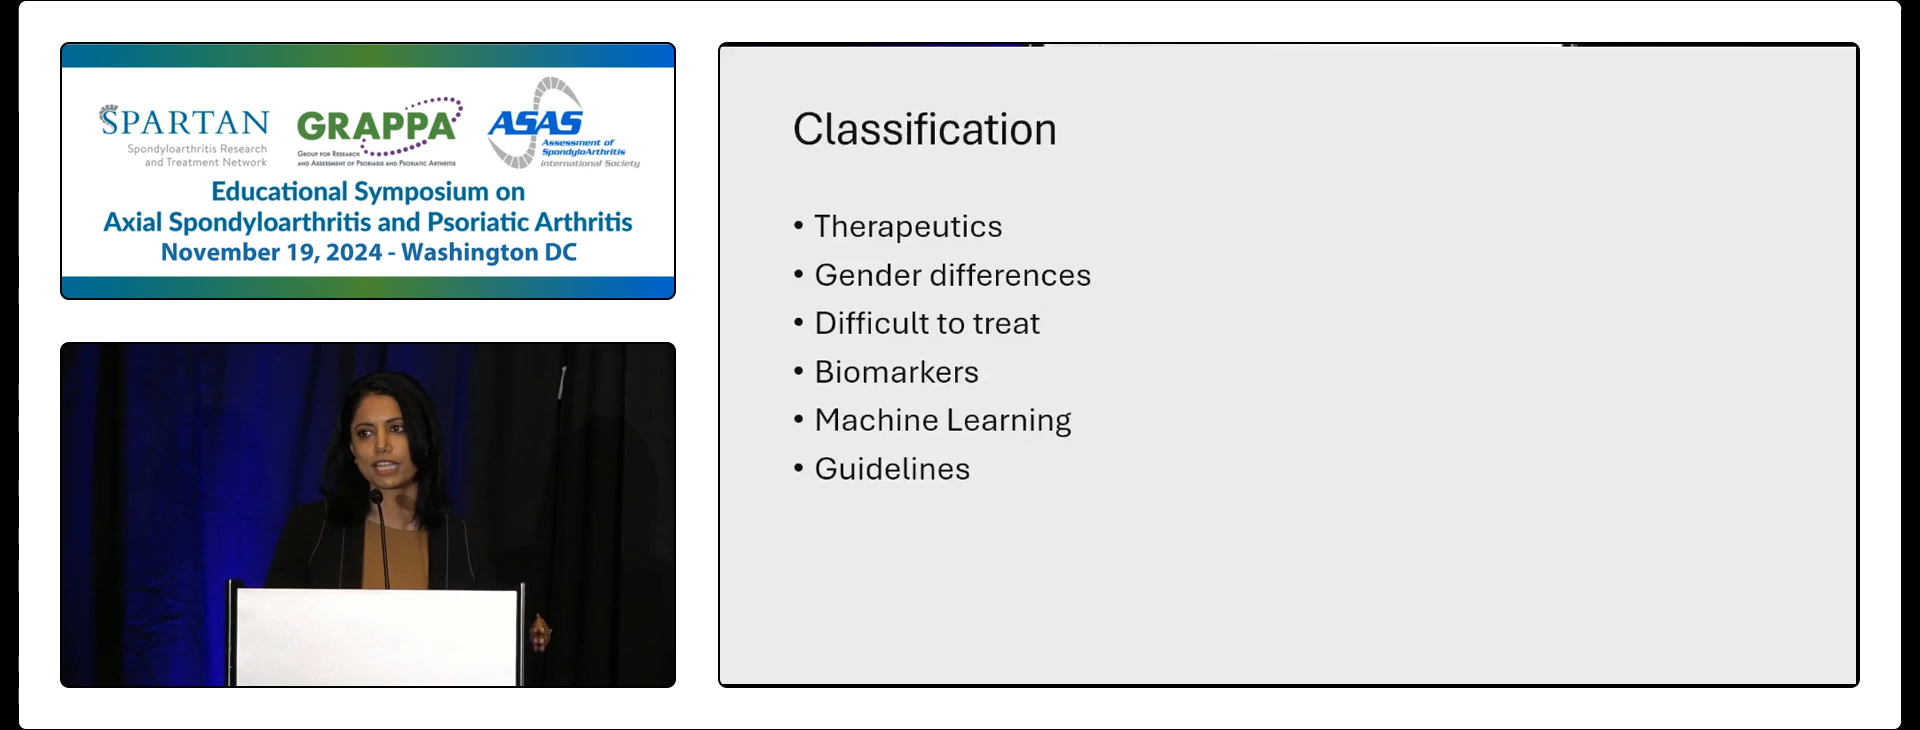 SPARTAN
Spondyloarthritis Research
and Treatment Network
GRAPPA
GROUP FOR RESEARCH
AND ASSESSMENT OF PSORIASIS AND PSORIATIC ARTHRITIS
ASAS
Assessment of
SpondyloArthritis
international Society
Educational Symposium on
Axial Spondyloarthritis and Psoriatic Arthritis
November 19, 2024 - Washington DC
Classification
• Therapeutics
• Gender differences
• Difficult to treat
• Biomarkers
• Machine Learning
• Guidelines